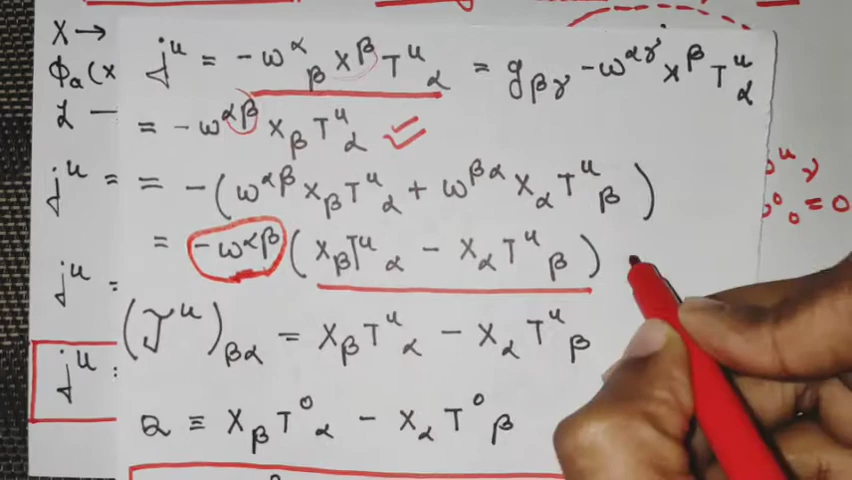 X →
ϕₐ(x
j^μ = -ω^α_β x^β T^μ_α = g_βγ -ω^αγ x^β T^μ_α
ℒ —
= -ω^αβ x_β T^μ_α
j^μ =
= -(ω^αβ x_β T^μ_α + ω^βα x_α T^μ_β)
= -ω^αβ (x_β T^μ_α - x_α T^μ_β)
j^μ =
(J^μ)_βα = x_β T^μ_α - x_α T^μ_β
j^μ :
Q ≡ x_β T^0_α - x_α T^0_β